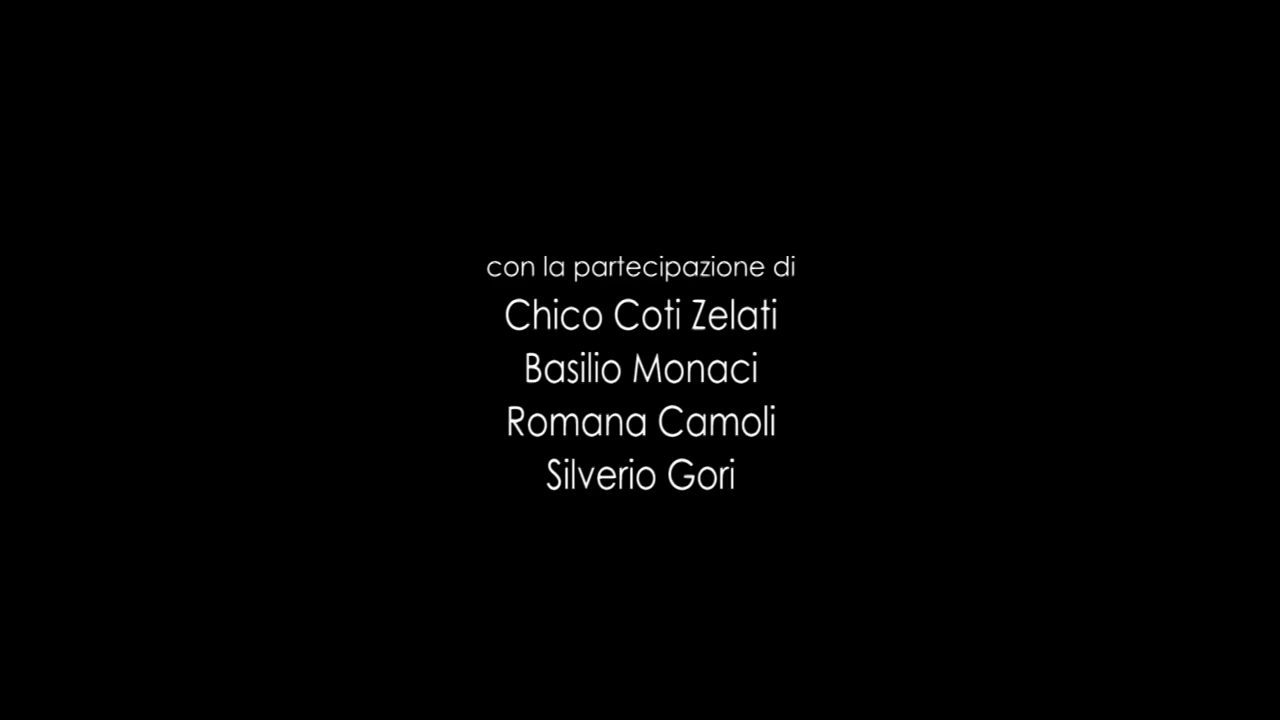 con la partecipazione di
Chico Coti Zelati
Basilio Monaci
Romana Camoli
Silverio Gori